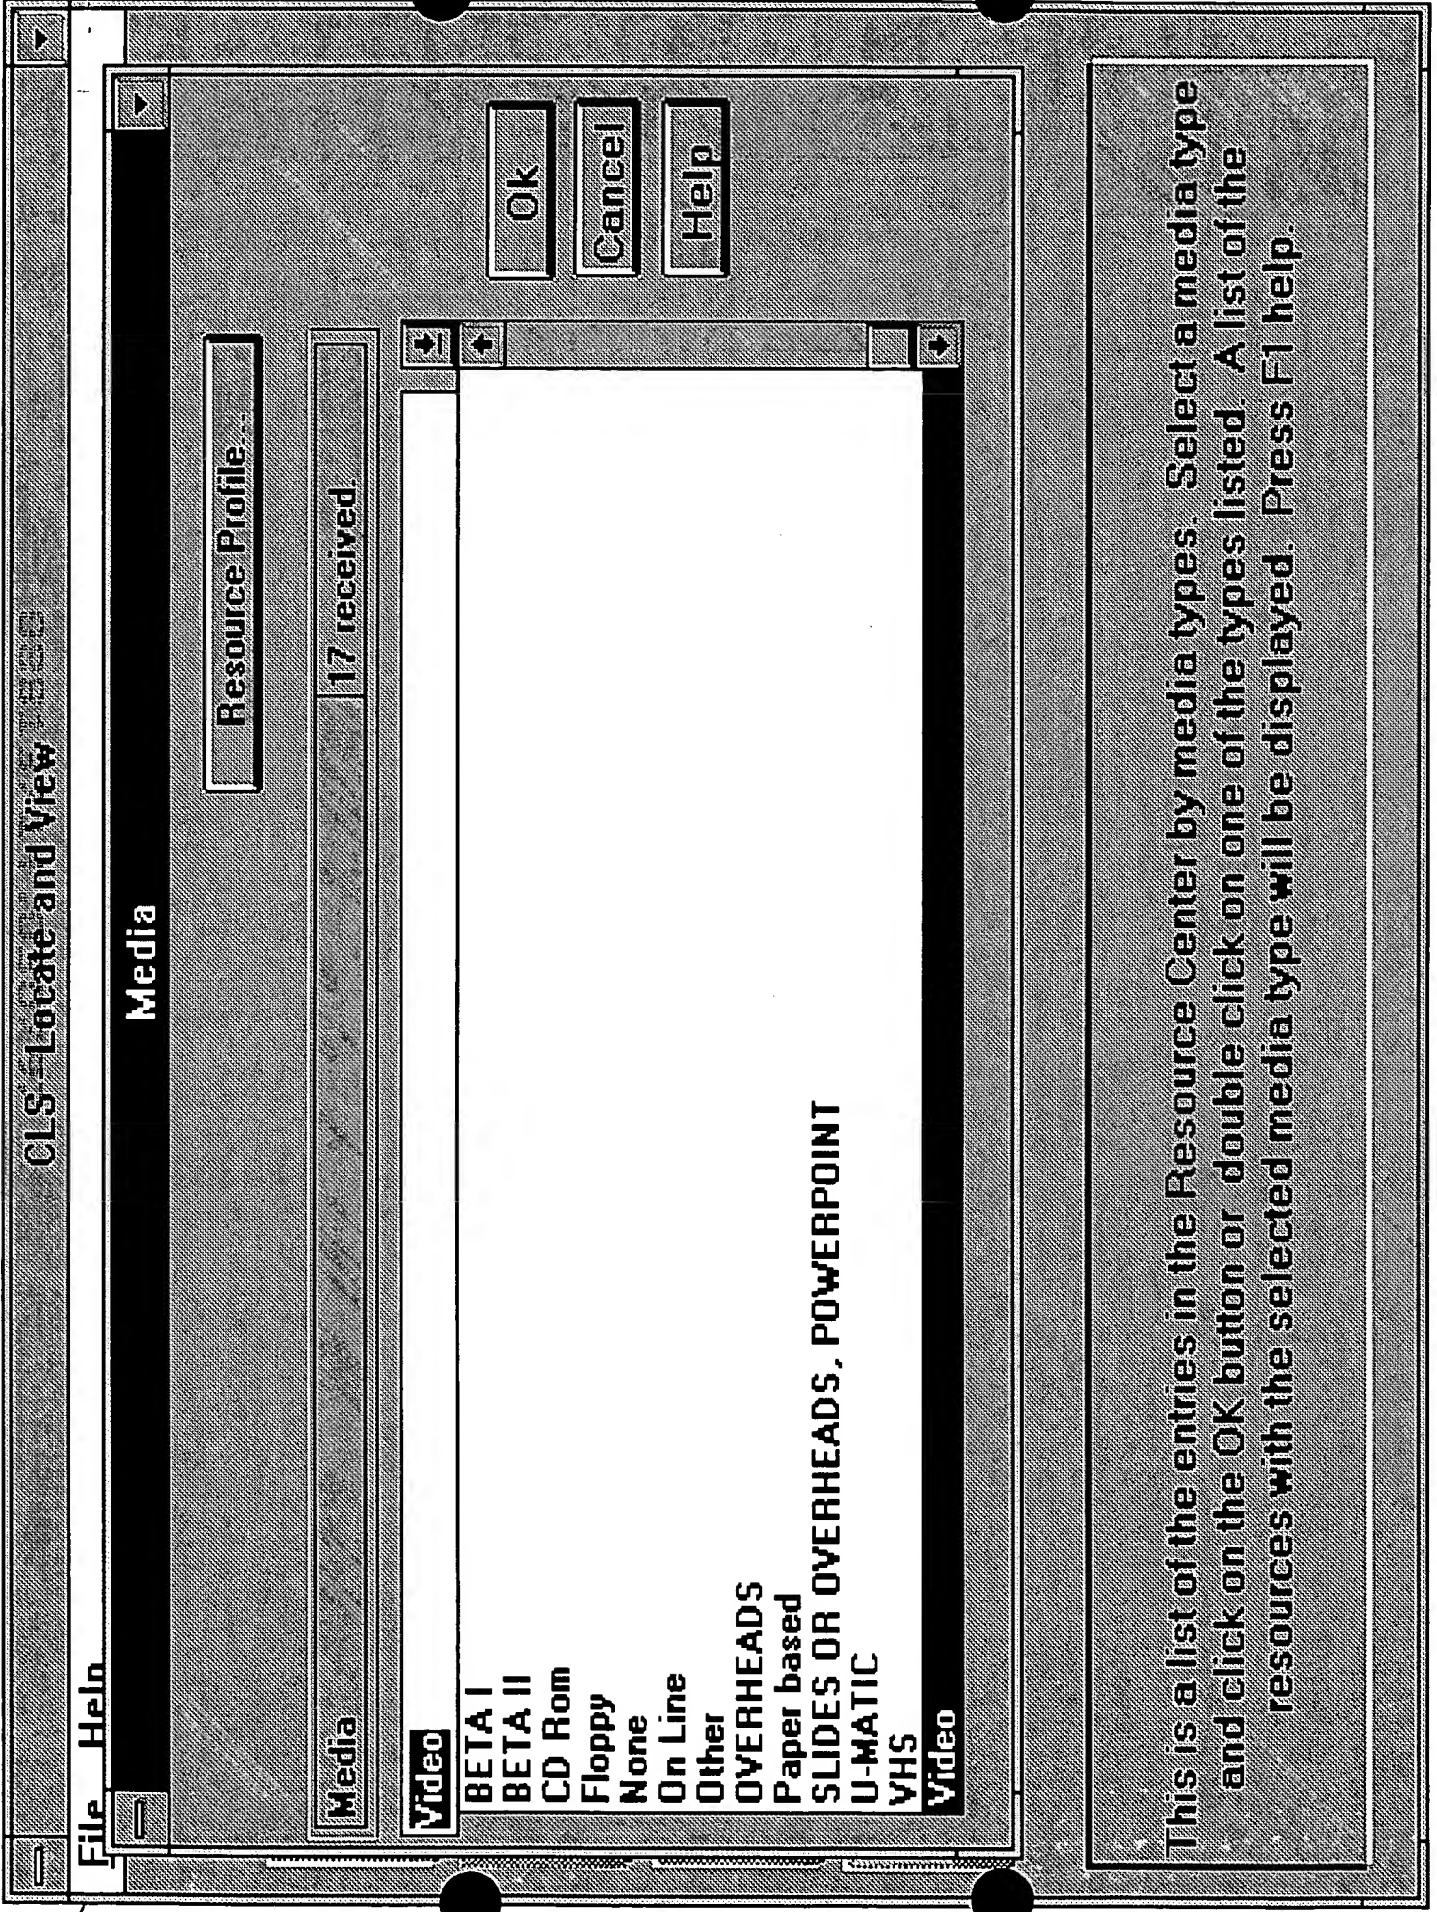 CLS - Locate and View
File Help
Media
Resource Profile...
Media
17 received.
Video
BETA I
BETA II
CD Rom
Floppy
None
On Line
Other
OVERHEADS
Paper based
SLIDES OR OVERHEADS, POWERPOINT
U-MATIC
VHS
Video
Ok
Cancel
Help
This is a list of the entries in the Resource Center by media types. Select a media type
and click on the OK button or double click on one of the types listed. A list of the
resources with the selected media type will be displayed. Press F1 help.